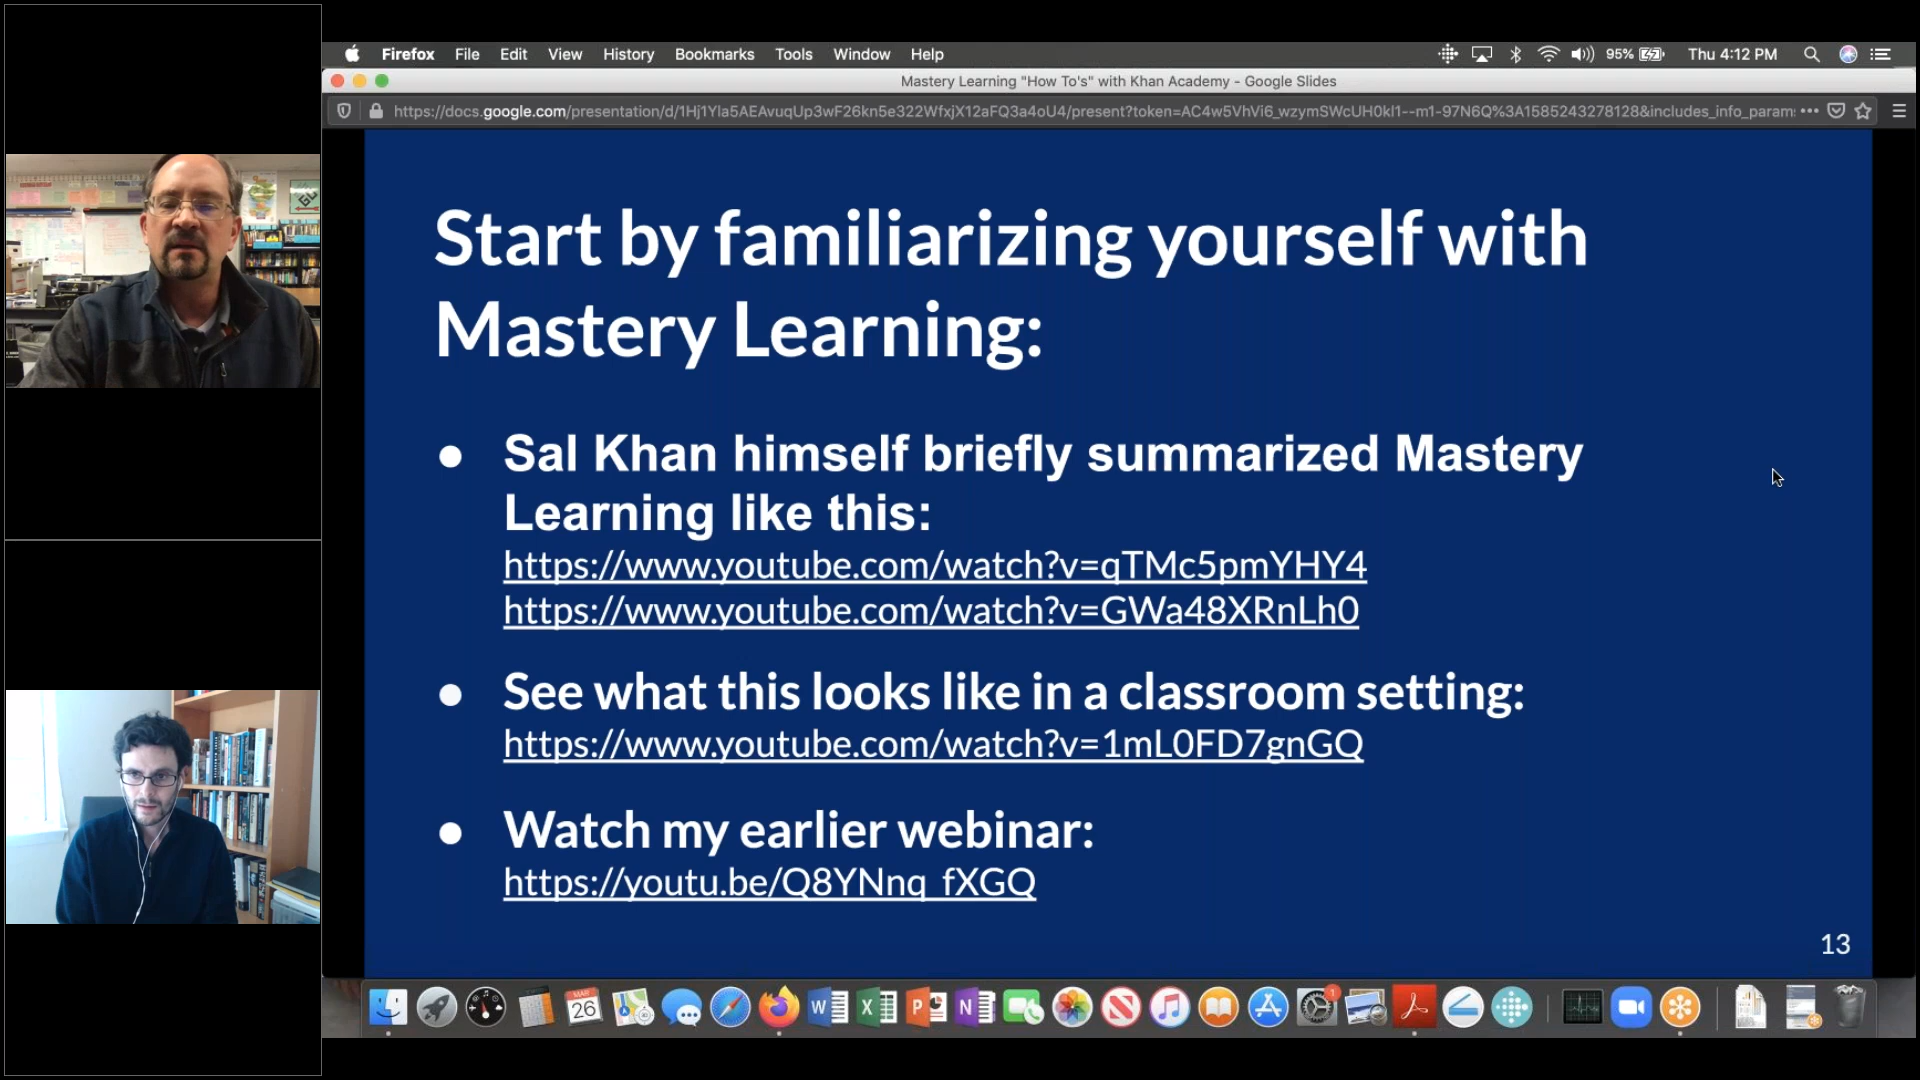 Firefox File Edit View History Bookmarks Tools Window Help 95% Thu 4:12 PM
Mastery Learning "How To's" with Khan Academy - Google Slides
https://docs.google.com/presentation/d/1Hj1Yla5AEAvuqUp3wF26kn5e322WfxjX12aFQ3a4oU4/present?token=AC4w5VhVi6_wzymSWcUH0kI1--m1-97N6Q%3A1585243278128&includes_info_param
Start by familiarizing yourself with
Mastery Learning:
● Sal Khan himself briefly summarized Mastery
Learning like this:
https://www.youtube.com/watch?v=qTMc5pmYHY4
https://www.youtube.com/watch?v=GWa48XRnLh0
● See what this looks like in a classroom setting:
https://www.youtube.com/watch?v=1mL0FD7gnGQ
● Watch my earlier webinar:
https://youtu.be/Q8YNnq_fXGQ
13
MAR
26
W X P N
1